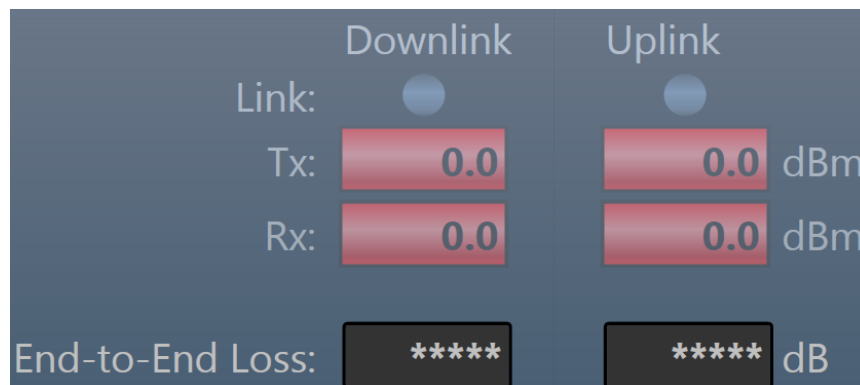 Downlink Uplink
Link:
Tx: 0.0 0.0 dBm
Rx: 0.0 0.0 dBm
End-to-End Loss: ***** ***** dB